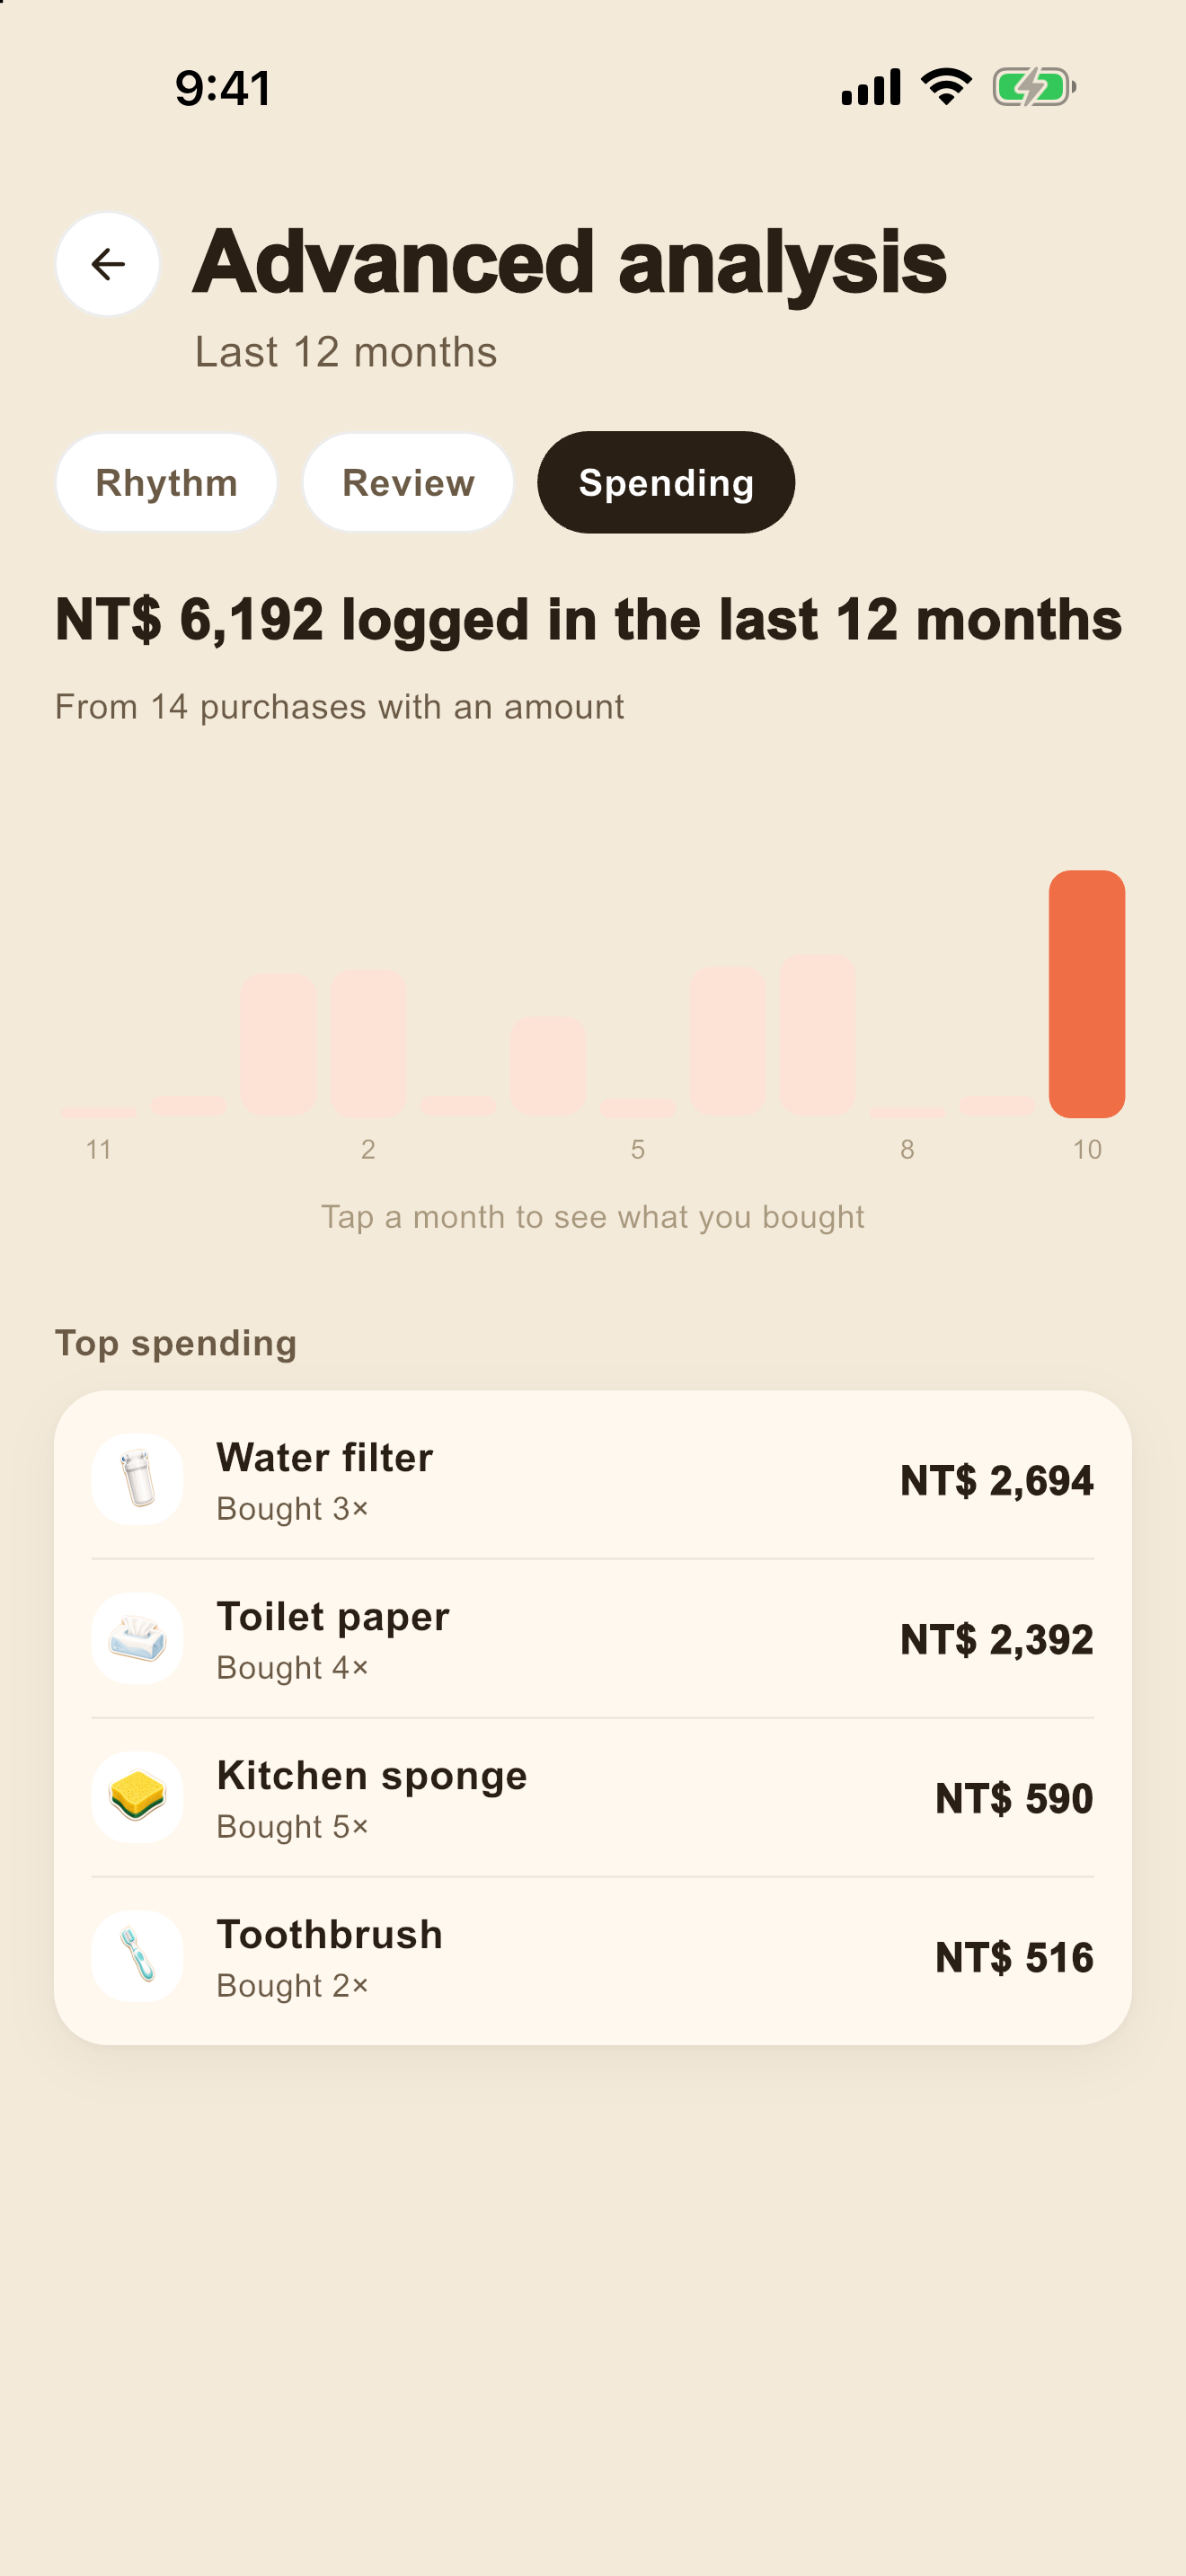 9:41
Advanced analysis
Last 12 months
Rhythm Review Spending
NT$ 6,192 logged in the last 12 months
From 14 purchases with an amount
11 2 5 8 10
Tap a month to see what you bought
Top spending
Water filter
Bought 3×
NT$ 2,694
Toilet paper
Bought 4×
NT$ 2,392
Kitchen sponge
Bought 5×
NT$ 590
Toothbrush
Bought 2×
NT$ 516